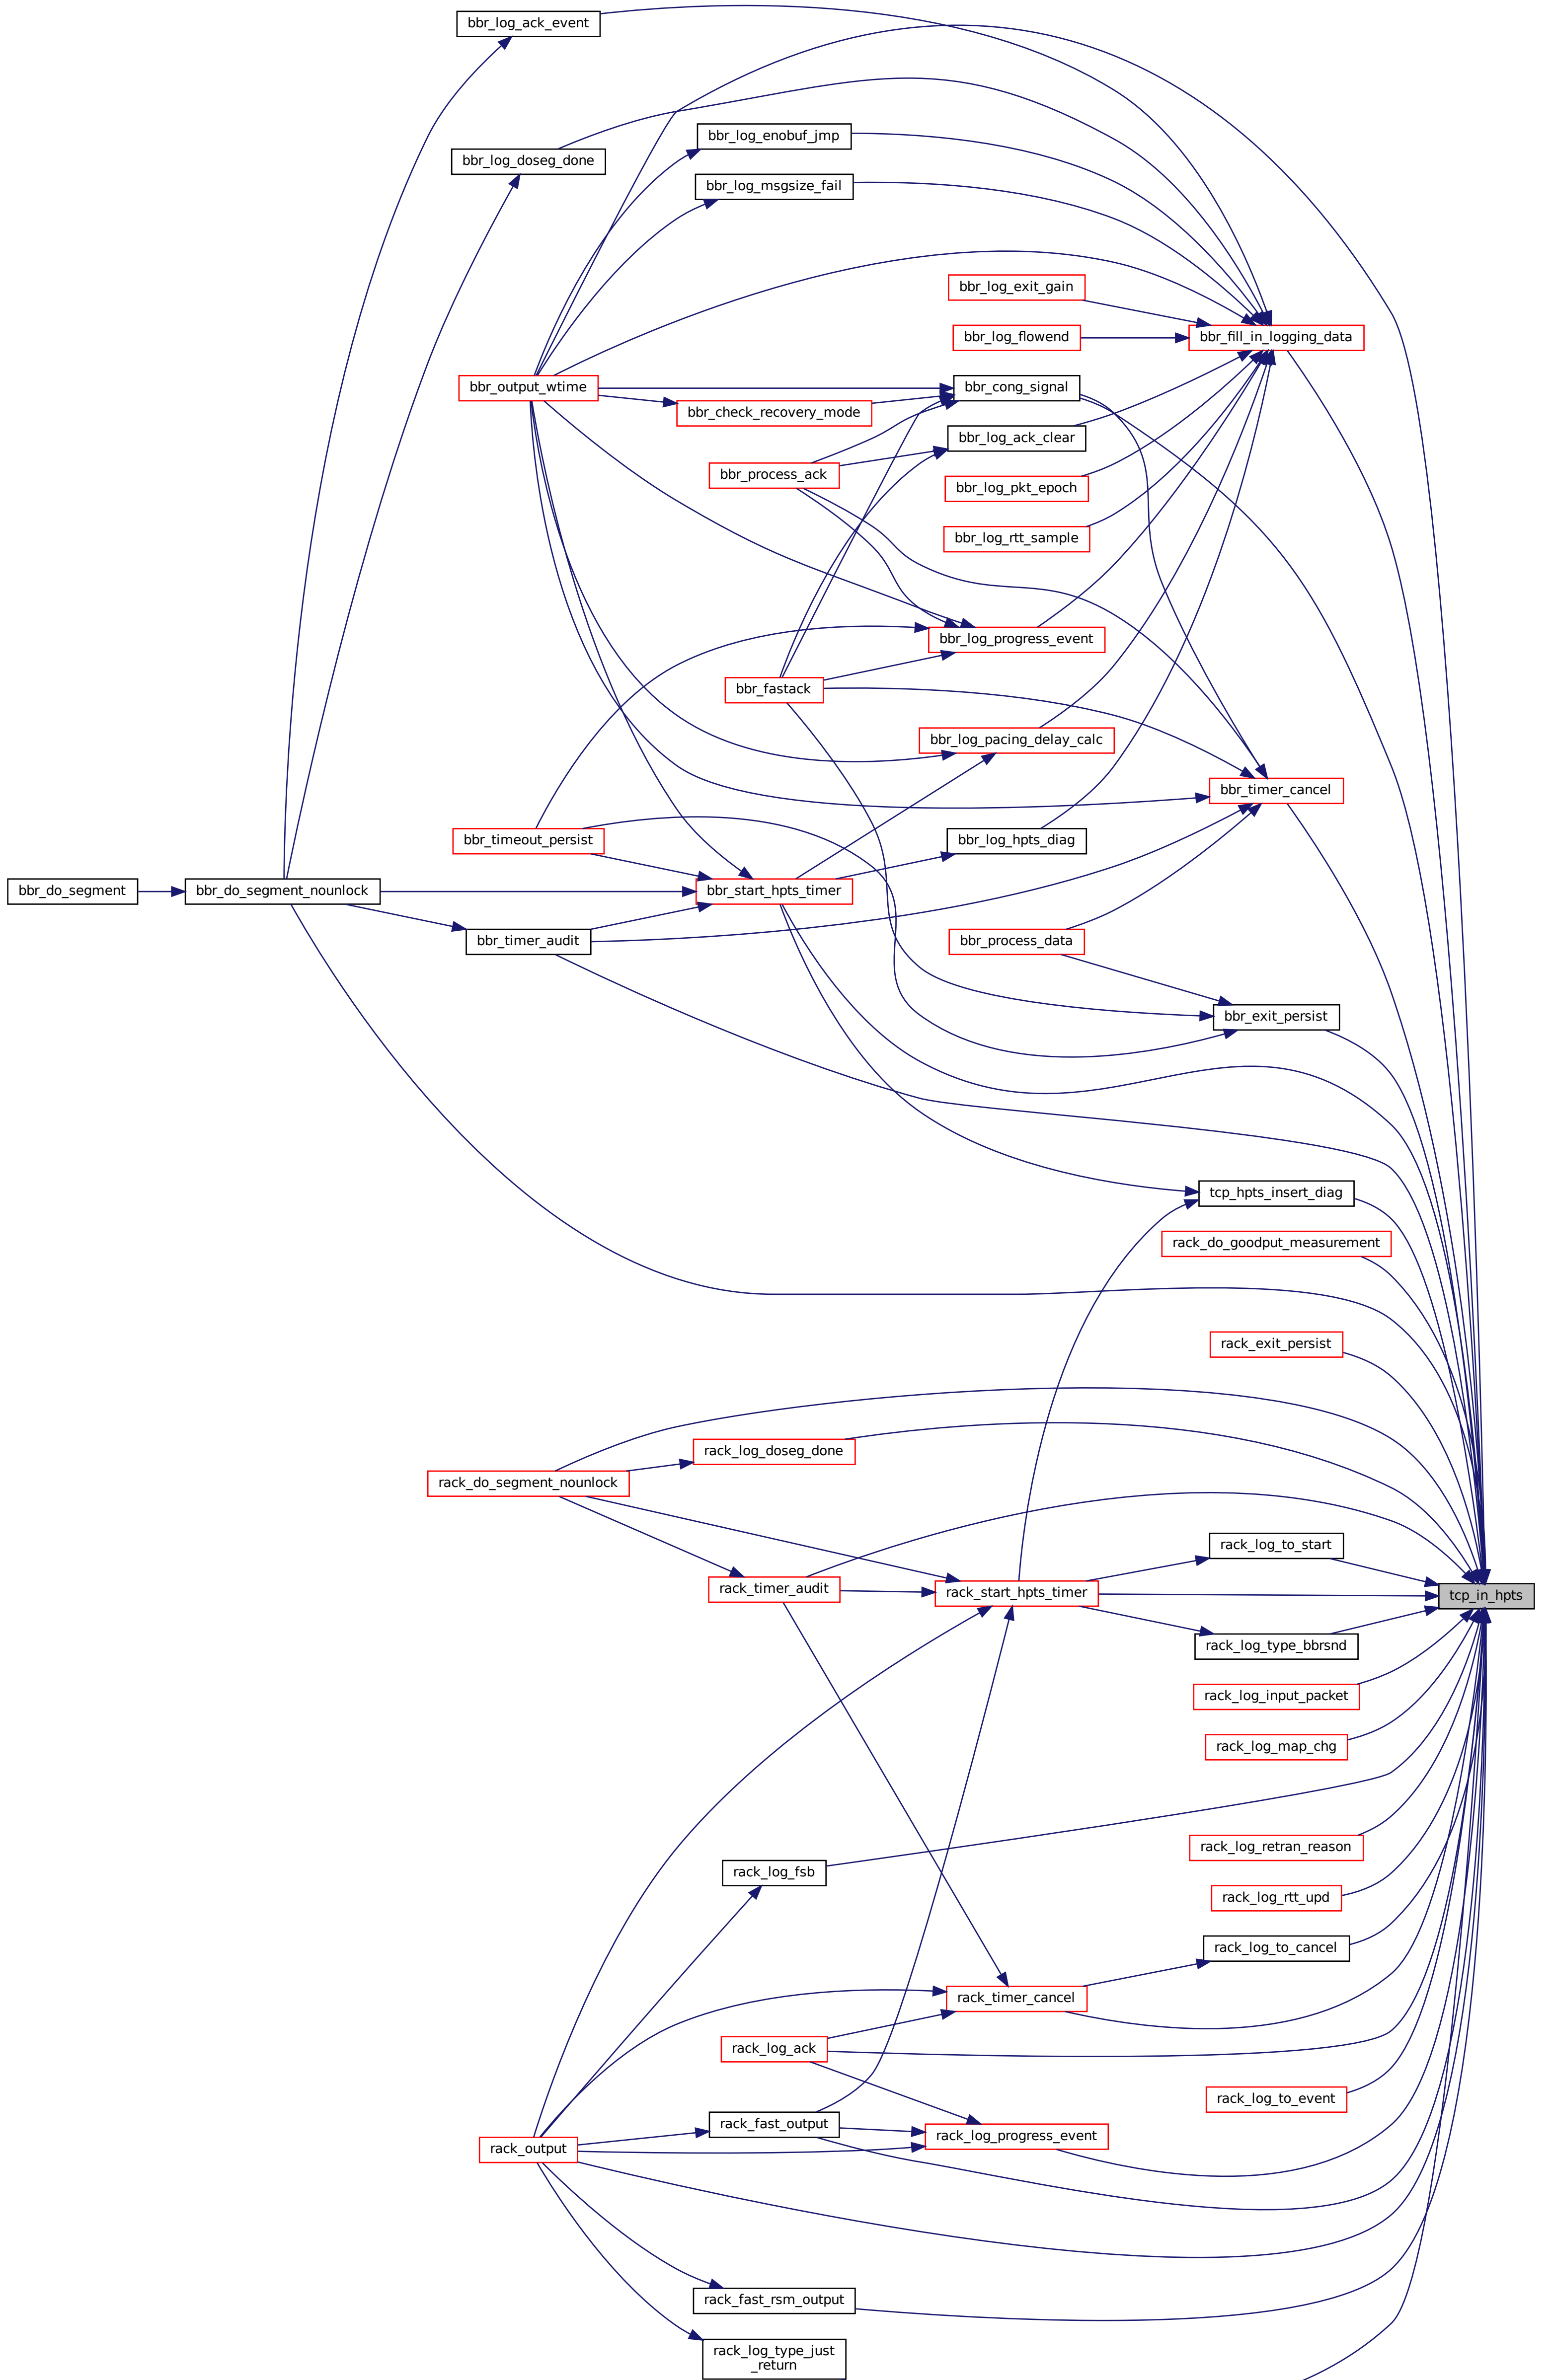 bbr_log_ack_event
bbr_log_enobuf_jmp
bbr_log_doseg_done
bbr_log_msgsize_fail
bbr_log_exit_gain
bbr_log_flowend
bbr_fill_in_logging_data
bbr_output_wtime
bbr_cong_signal
bbr_check_recovery_mode
bbr_log_ack_clear
bbr_process_ack
bbr_log_pkt_epoch
bbr_log_rtt_sample
bbr_log_progress_event
bbr_fastack
bbr_log_pacing_delay_calc
bbr_timer_cancel
bbr_timeout_persist
bbr_log_hpts_diag
bbr_do_segment
bbr_do_segment_nounlock
bbr_start_hpts_timer
bbr_timer_audit
bbr_process_data
bbr_exit_persist
tcp_hpts_insert_diag
rack_do_goodput_measurement
rack_exit_persist
rack_log_doseg_done
rack_do_segment_nounlock
rack_log_to_start
rack_timer_audit
rack_start_hpts_timer
tcp_in_hpts
rack_log_type_bbrsnd
rack_log_input_packet
rack_log_map_chg
rack_log_retran_reason
rack_log_fsb
rack_log_rtt_upd
rack_log_to_cancel
rack_timer_cancel
rack_log_ack
rack_log_to_event
rack_fast_output
rack_log_progress_event
rack_output
rack_fast_rsm_output
rack_log_type_just
_return